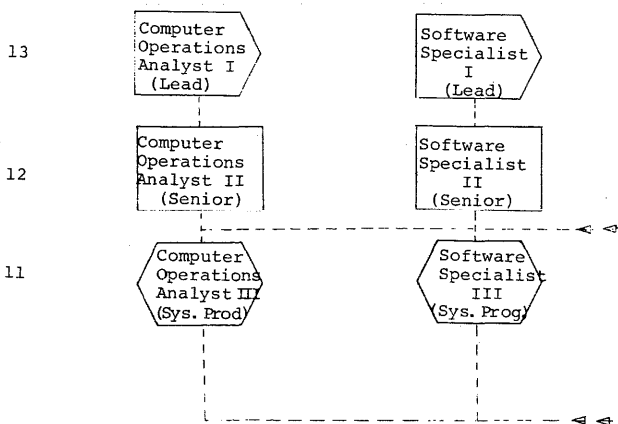 13
Computer
Operations
Analyst I
(Lead)
Software
Specialist
I
(Lead)
12
Computer
Operations
Analyst II
(Senior)
Software
Specialist
II
(Senior)
11
Computer
Operations
Analyst III
(Sys. Prod)
Software
Specialist
III
(Sys. Prog)